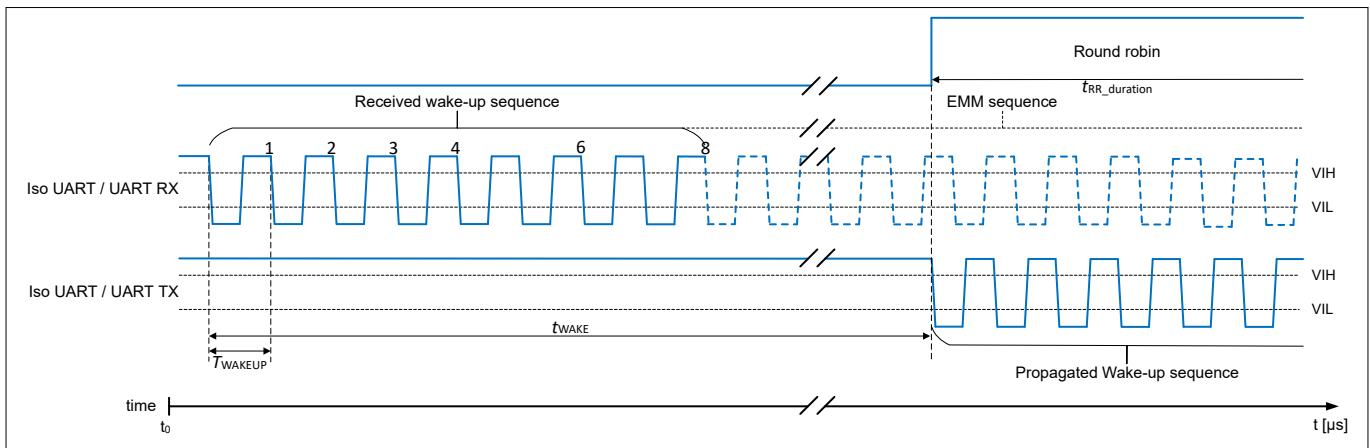 Round robin
tRR_duration
Received wake-up sequence
EMM sequence
1 2 3 4 6 8
Iso UART / UART RX
VIH
VIL
Iso UART / UART TX
VIH
VIL
tWAKE
TWAKEUP
Propagated Wake-up sequence
time
t0
t [µs]